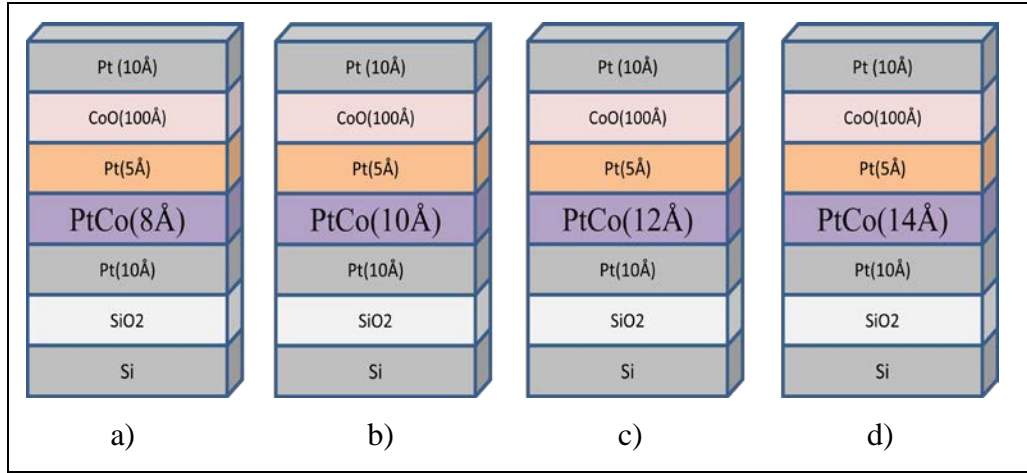 Pt (10Å)
CoO(100Å)
Pt(5Å)
PtCo(8Å)
Pt(10Å)
SiO2
Si
a)
Pt (10Å)
CoO(100Å)
Pt(5Å)
PtCo(10Å)
Pt(10Å)
SiO2
Si
b)
Pt (10Å)
CoO(100Å)
Pt(5Å)
PtCo(12Å)
Pt(10Å)
SiO2
Si
c)
Pt (10Å)
CoO(100Å)
Pt(5Å)
PtCo(14Å)
Pt(10Å)
SiO2
Si
d)